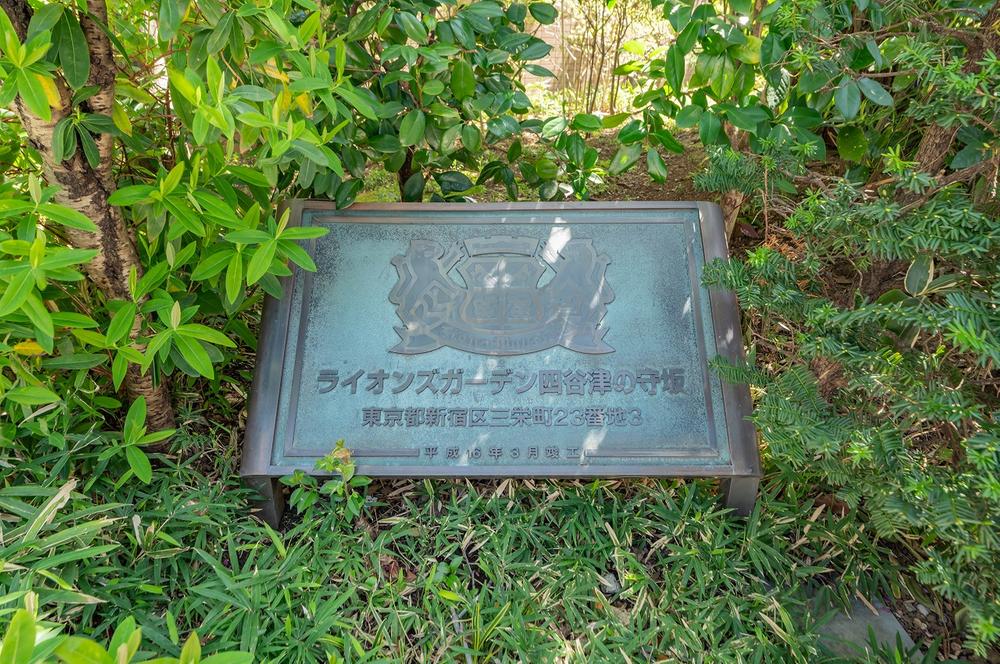 ライオンズガーデン四谷津の守坂
東京都新宿区三栄町23番地3
平成16年3月竣工